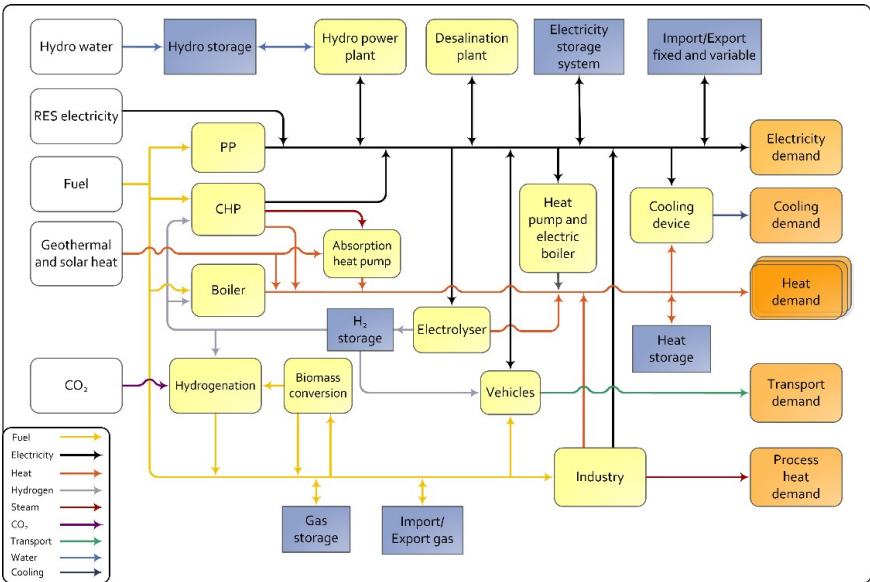 Hydro water
Hydro storage
Hydro power
plant
Desalination
plant
Electricity
storage
system
Import/Export
fixed and variable
RES electricity
PP
Electricity
demand
Fuel
CHP
Heat
pump and
electric
boiler
Cooling
device
Cooling
demand
Geothermal
and solar heat
Absorption
heat pump
Boiler
Heat
demand
H₂
storage
Electrolyser
Heat
storage
CO₂
Hydrogenation
Biomass
conversion
Vehicles
Transport
demand
Fuel
Electricity
Heat
Hydrogen
Steam
CO₂
Transport
Water
Cooling
Industry
Process
heat
demand
Gas
storage
Import/
Export gas